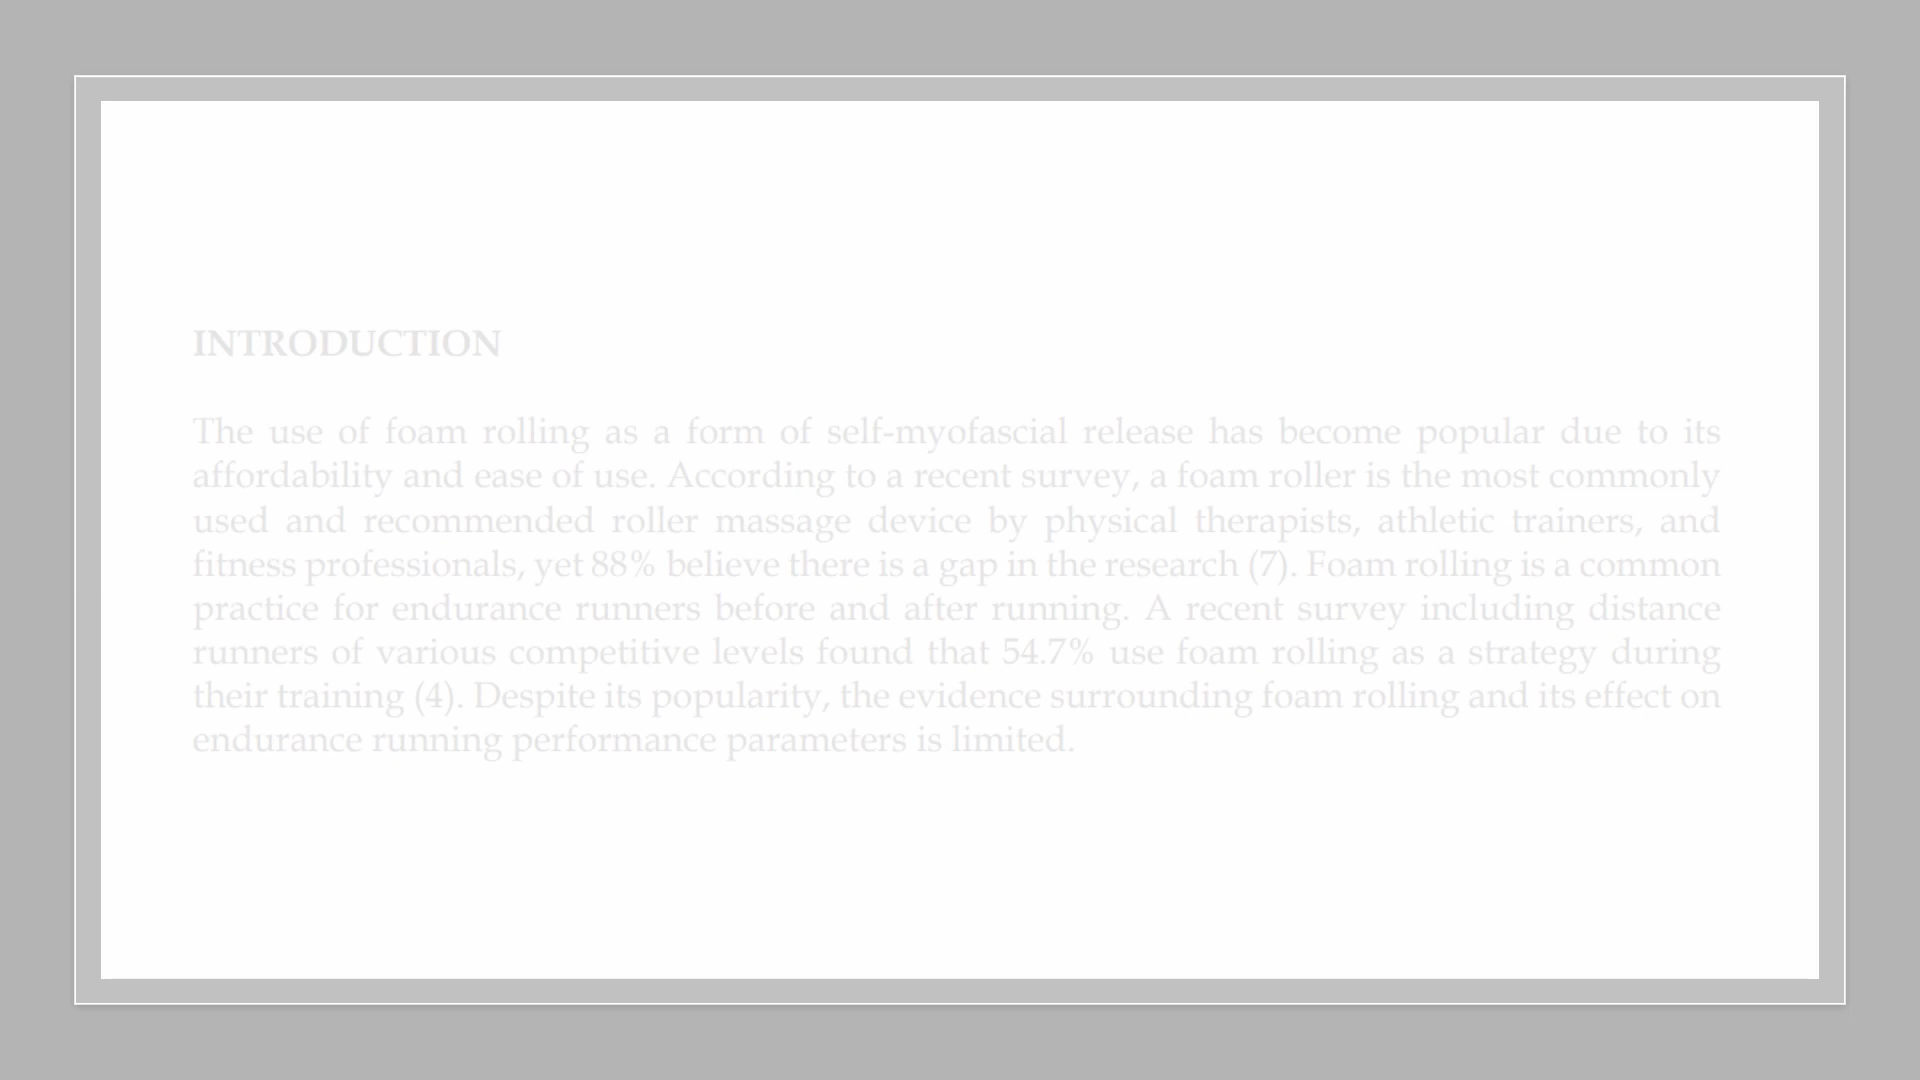 INTRODUCTION
The use of foam rolling as a form of self-myofascial release has become popular due to its
affordability and ease of use. According to a recent survey, a foam roller is the most commonly
used and recommended roller massage device by physical therapists, athletic trainers, and
fitness professionals, yet 88% believe there is a gap in the research (7). Foam rolling is a common
practice for endurance runners before and after running. A recent survey including distance
runners of various competitive levels found that 54.7% use foam rolling as a strategy during
their training (4). Despite its popularity, the evidence surrounding foam rolling and its effect on
endurance running performance parameters is limited.